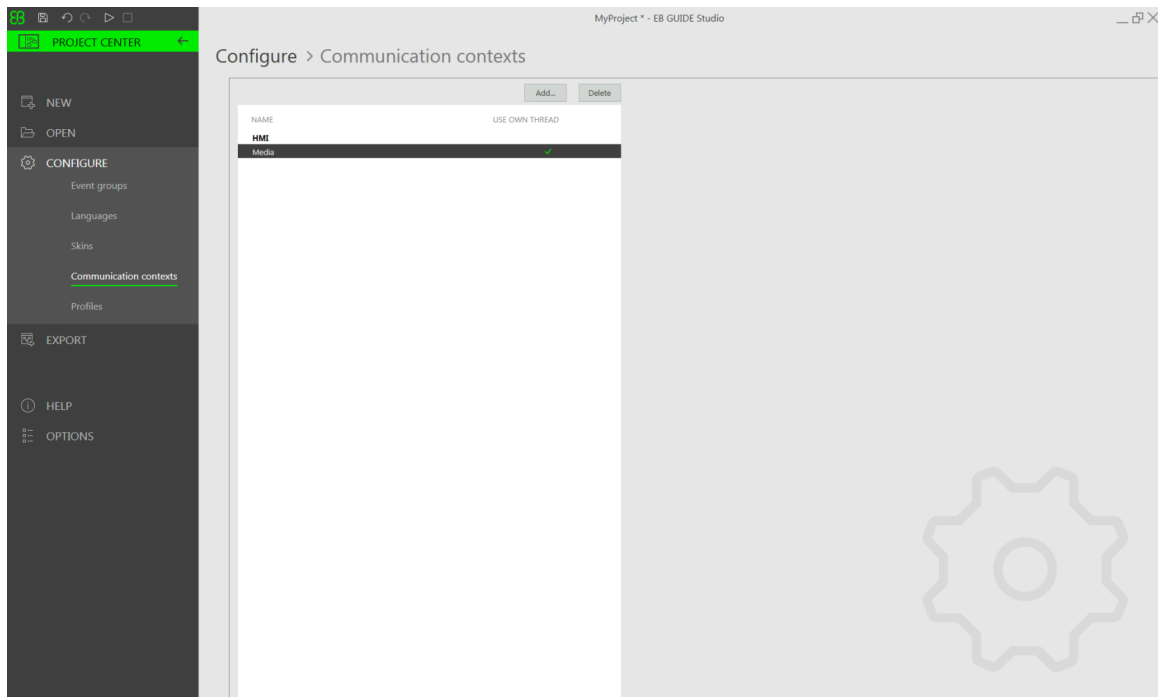 EB
MyProject * - EB GUIDE Studio
PROJECT CENTER
Configure > Communication contexts
NEW
OPEN
CONFIGURE
Event groups
Languages
Skins
Communication contexts
Profiles
EXPORT
HELP
OPTIONS
Add... Delete
NAME USE OWN THREAD
HMI
Media